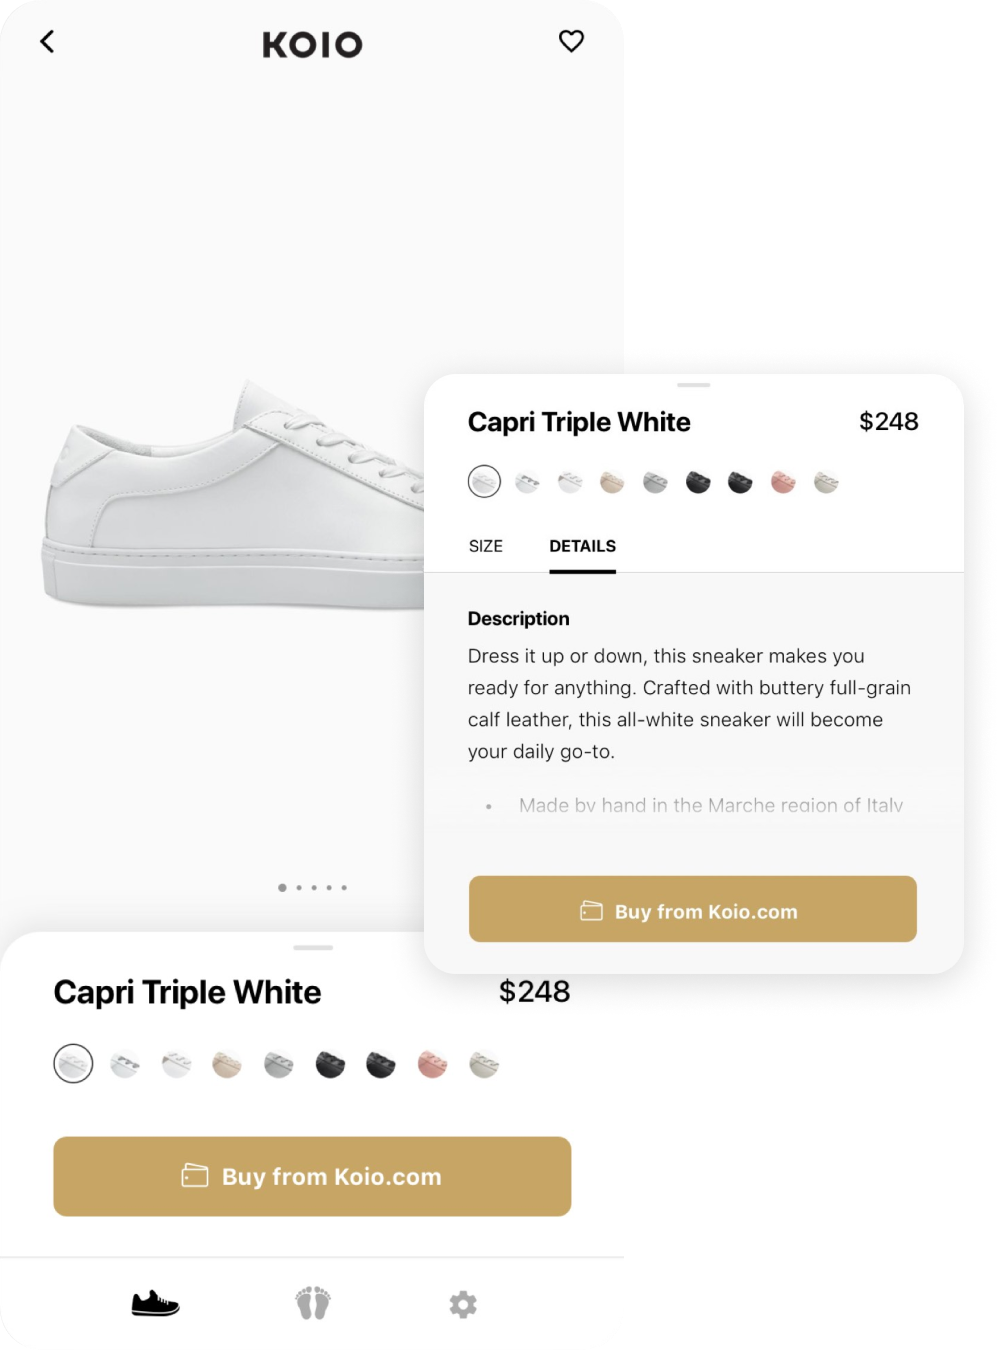 KOIO
Capri Triple White
$248
SIZE
DETAILS
Description
Dress it up or down, this sneaker makes you
ready for anything. Crafted with buttery full-grain
calf leather, this all-white sneaker will become
your daily go-to.
• Made by hand in the Marche region of Italy
Buy from Koio.com
Capri Triple White
$248
Buy from Koio.com